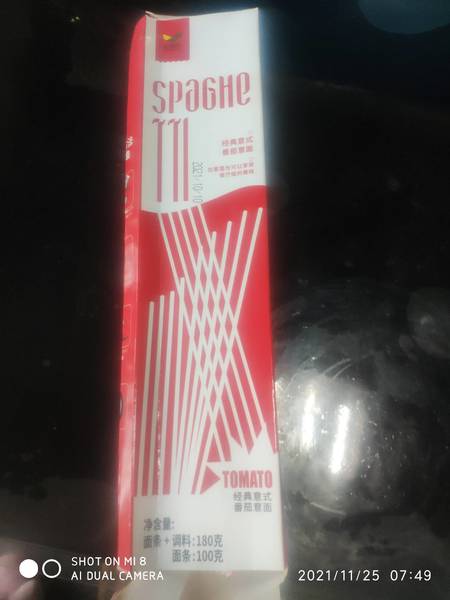 SPAGHE
TTI
经典意式
番茄意面
2021/10/10
TOMATO
经典意式
番茄意面
净含量:
面条+调料:180克
面条:100克
SHOT ON MI 8
AI DUAL CAMERA
2021/11/25 07:49